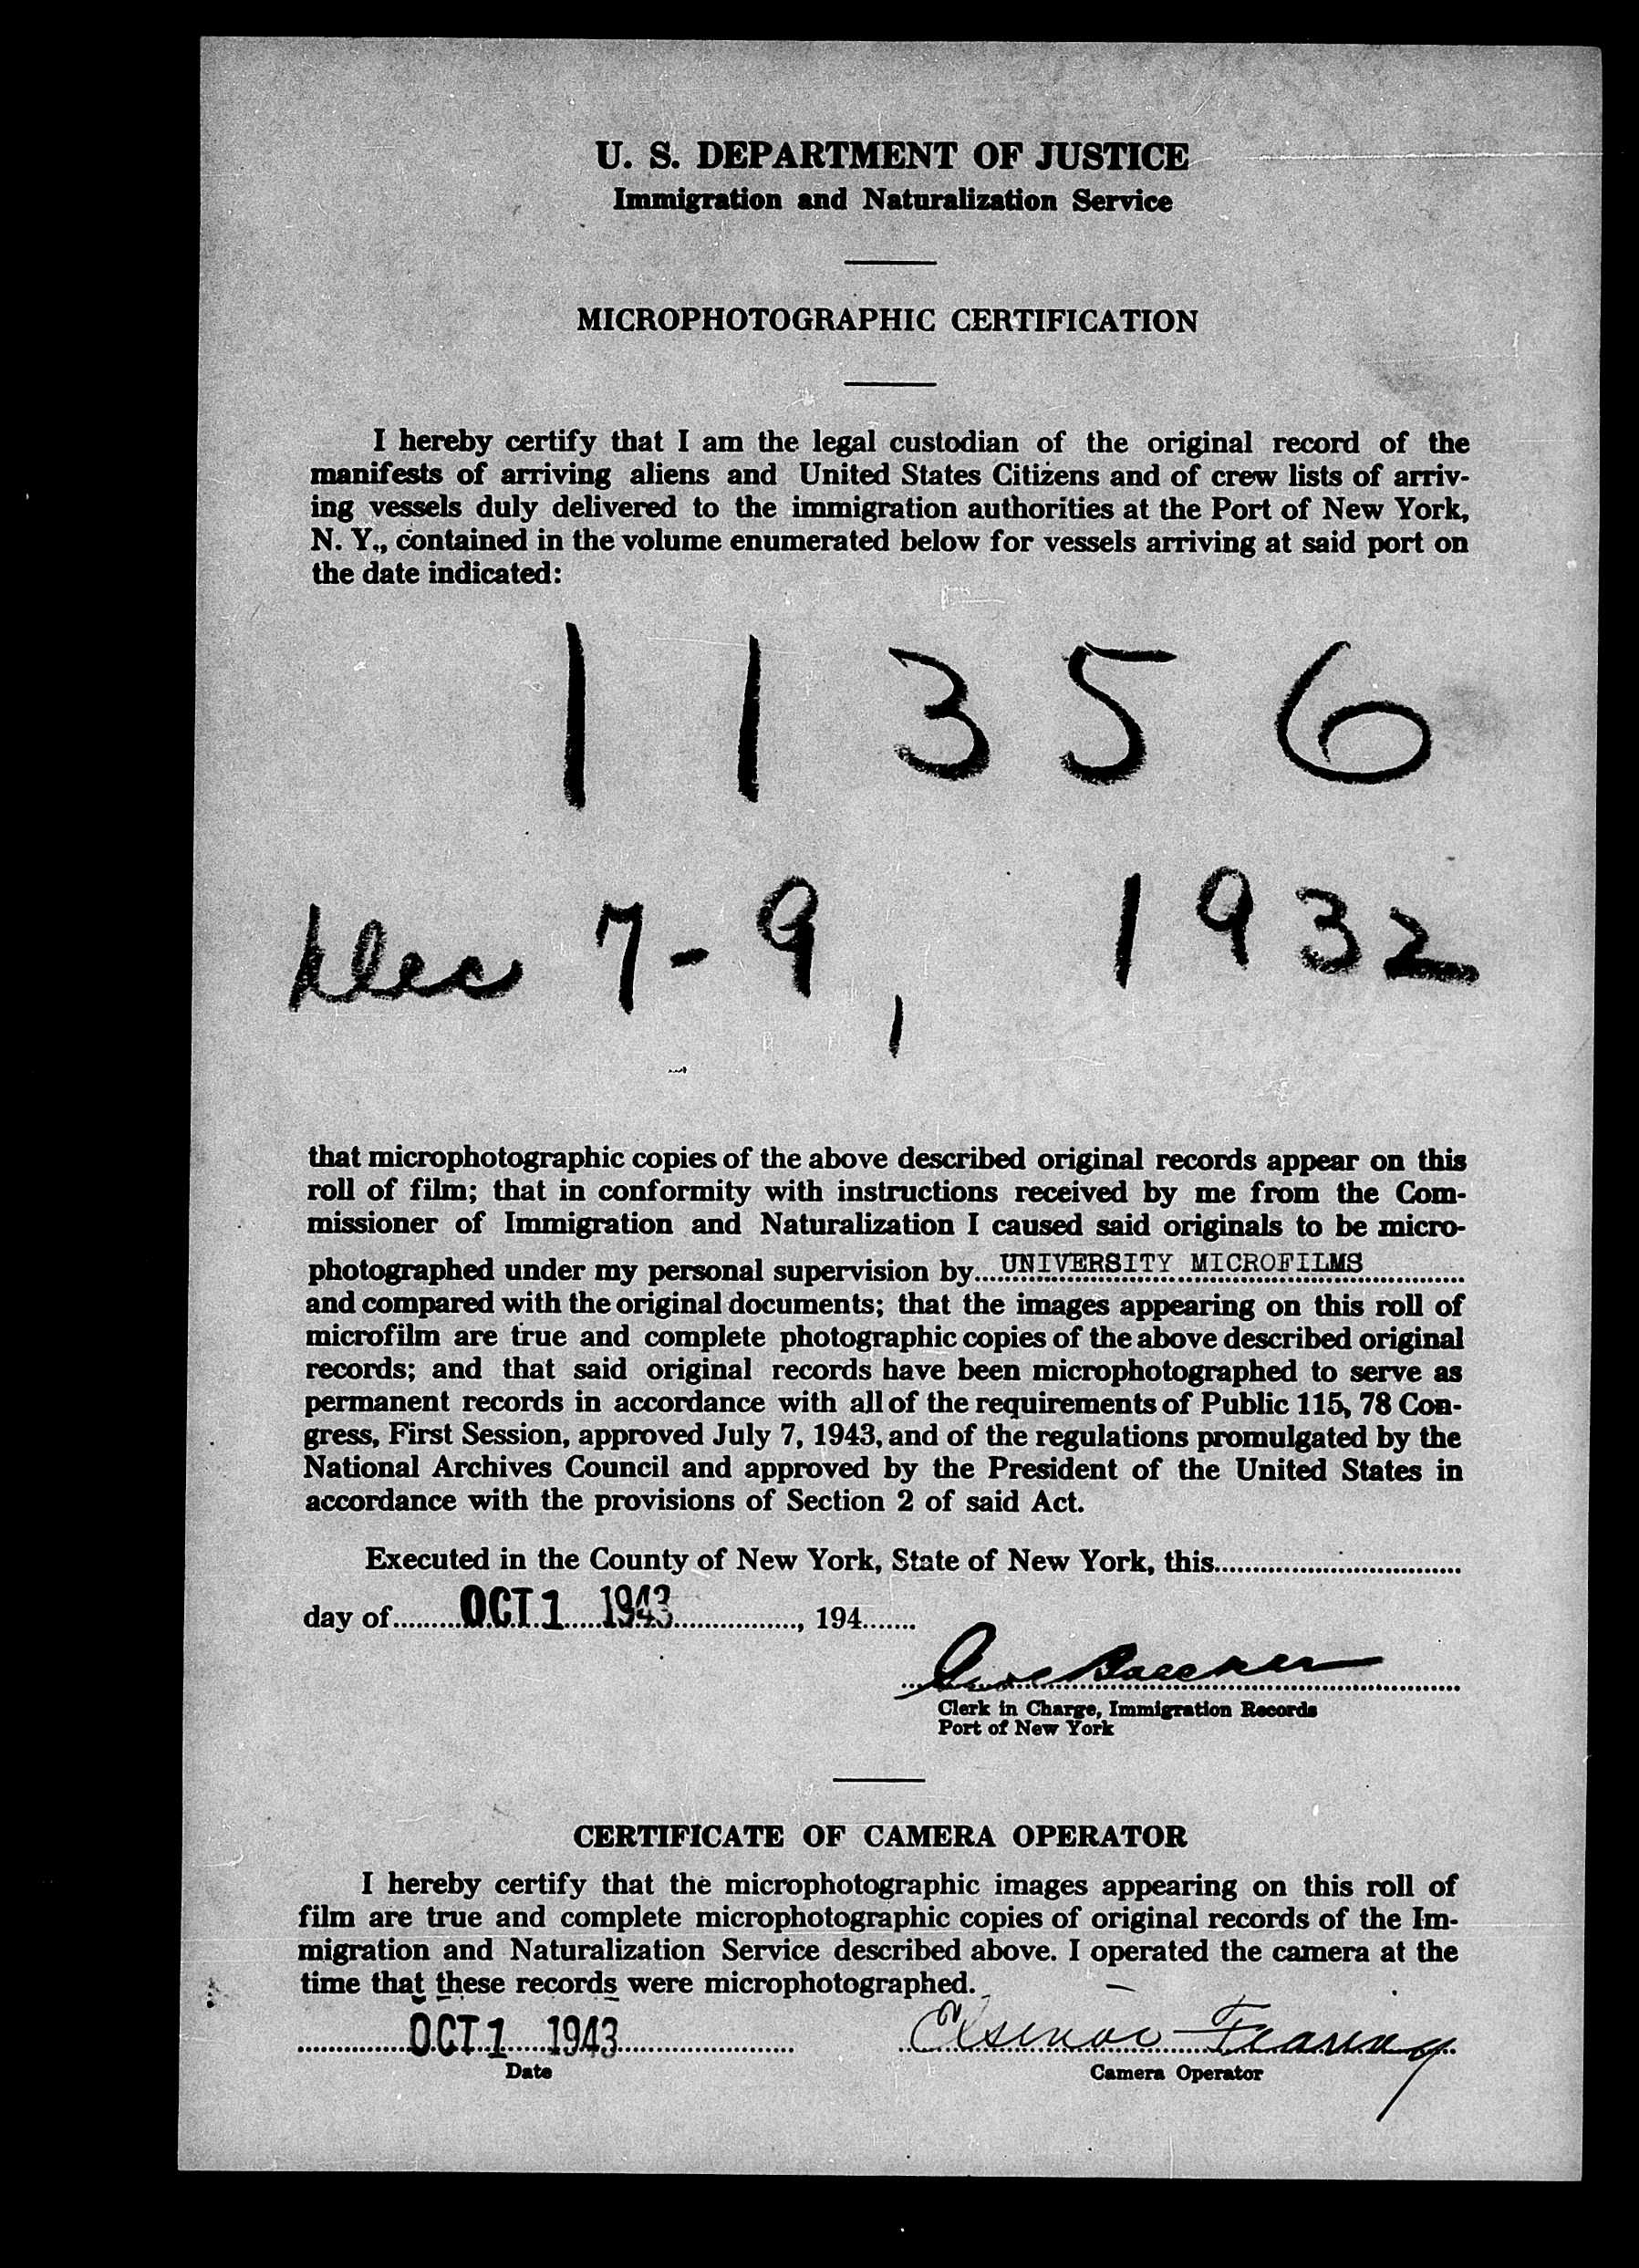 U. S. DEPARTMENT OF JUSTICE
Immigration and Naturalization Service
MICROPHOTOGRAPHIC CERTIFICATION
I hereby certify that I am the legal custodian of the original record of the
manifests of arriving aliens and United States Citizens and of crew lists of arriv-
ing vessels duly delivered to the immigration authorities at the Port of New York,
N. Y., contained in the volume enumerated below for vessels arriving at said port on
the date indicated:
11356
Dec 7-9, 1932
that microphotographic copies of the above described original records appear on this
roll of film; that in conformity with instructions received by me from the Com-
missioner of Immigration and Naturalization I caused said originals to be micro-
photographed under my personal supervision by UNIVERSITY MICROFILMS
and compared with the original documents; that the images appearing on this roll of
microfilm are true and complete photographic copies of the above described original
records; and that said original records have been microphotographed to serve as
permanent records in accordance with all of the requirements of Public 115, 78 Con-
gress, First Session, approved July 7, 1943, and of the regulations promulgated by the
National Archives Council and approved by the President of the United States in
accordance with the provisions of Section 2 of said Act.
Executed in the County of New York, State of New York, this
day of OCT 1 1943, 194
Clerk in Charge, Immigration Records
Port of New York
CERTIFICATE OF CAMERA OPERATOR
I hereby certify that the microphotographic images appearing on this roll of
film are true and complete microphotographic copies of original records of the Im-
migration and Naturalization Service described above. I operated the camera at the
time that these records were microphotographed.
OCT 1 1943
Date
Camera Operator